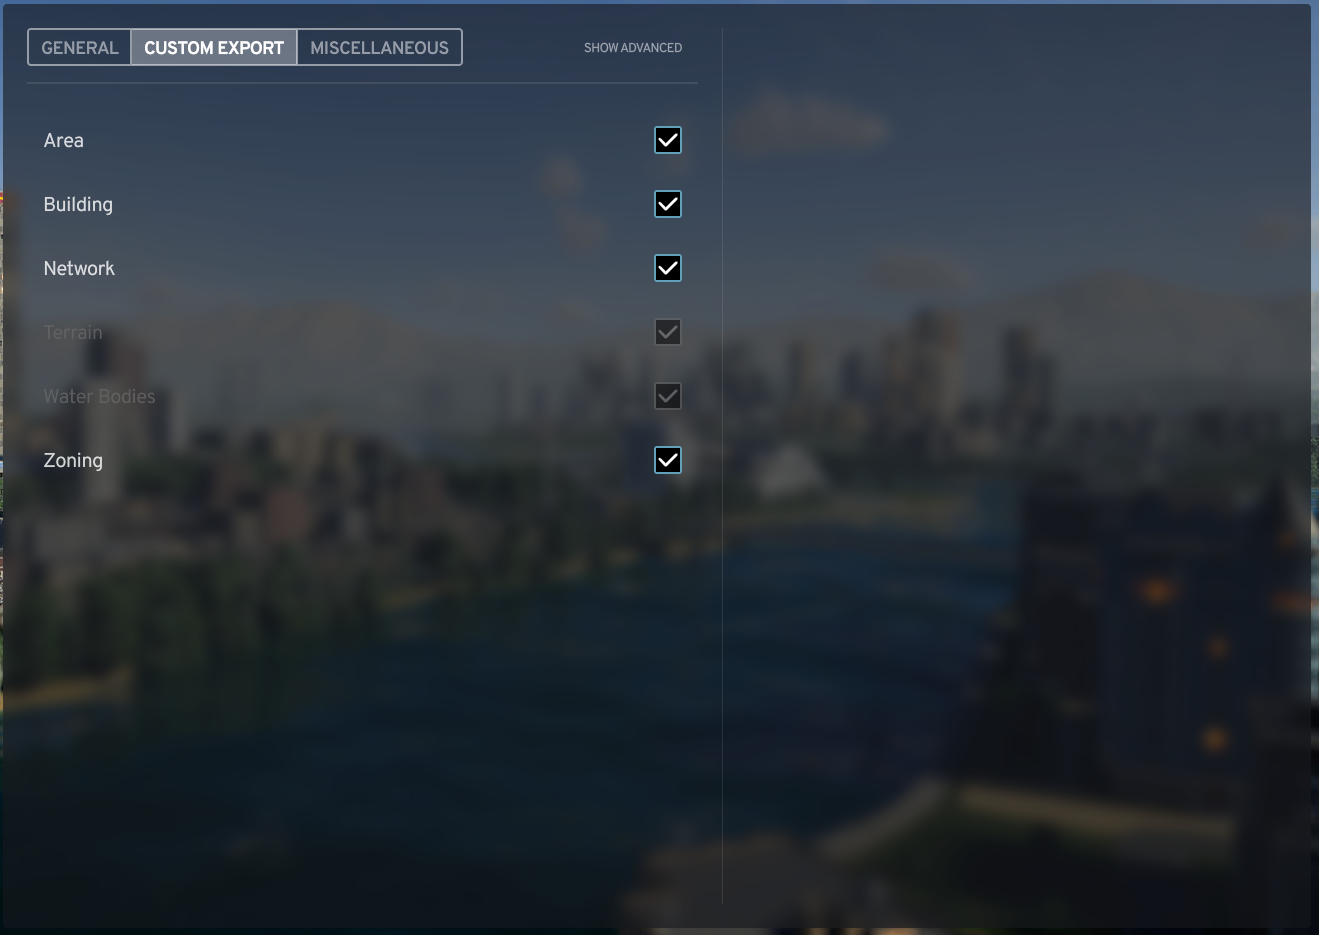 GENERAL CUSTOM EXPORT MISCELLANEOUS SHOW ADVANCED
Area
Building
Network
Terrain
Water Bodies
Zoning